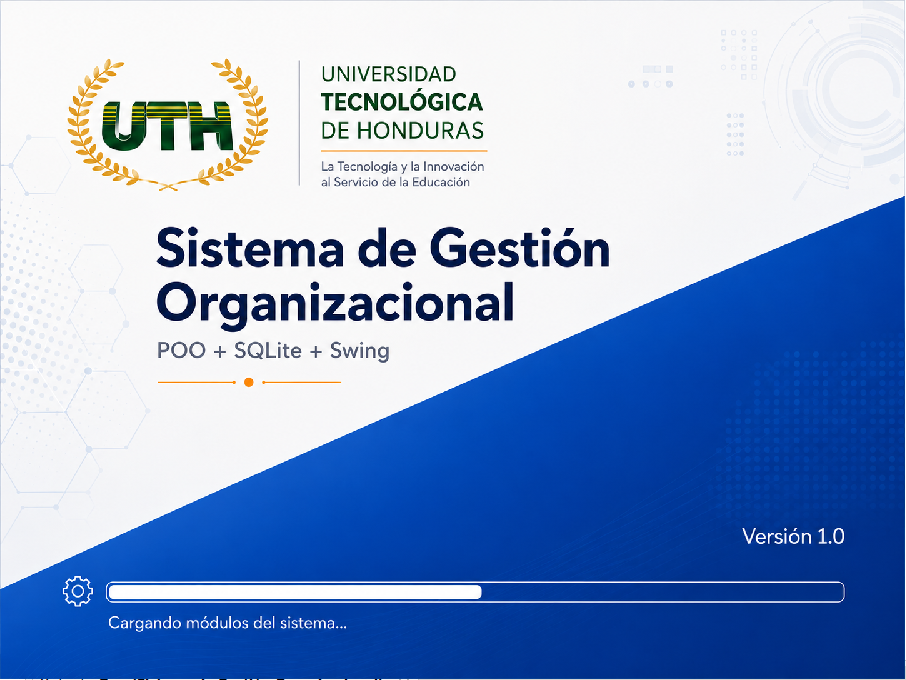 UTH
UNIVERSIDAD
TECNOLÓGICA
DE HONDURAS
La Tecnología y la Innovación
al Servicio de la Educación
Sistema de Gestión
Organizacional
POO + SQLite + Swing
Versión 1.0
Cargando módulos del sistema...